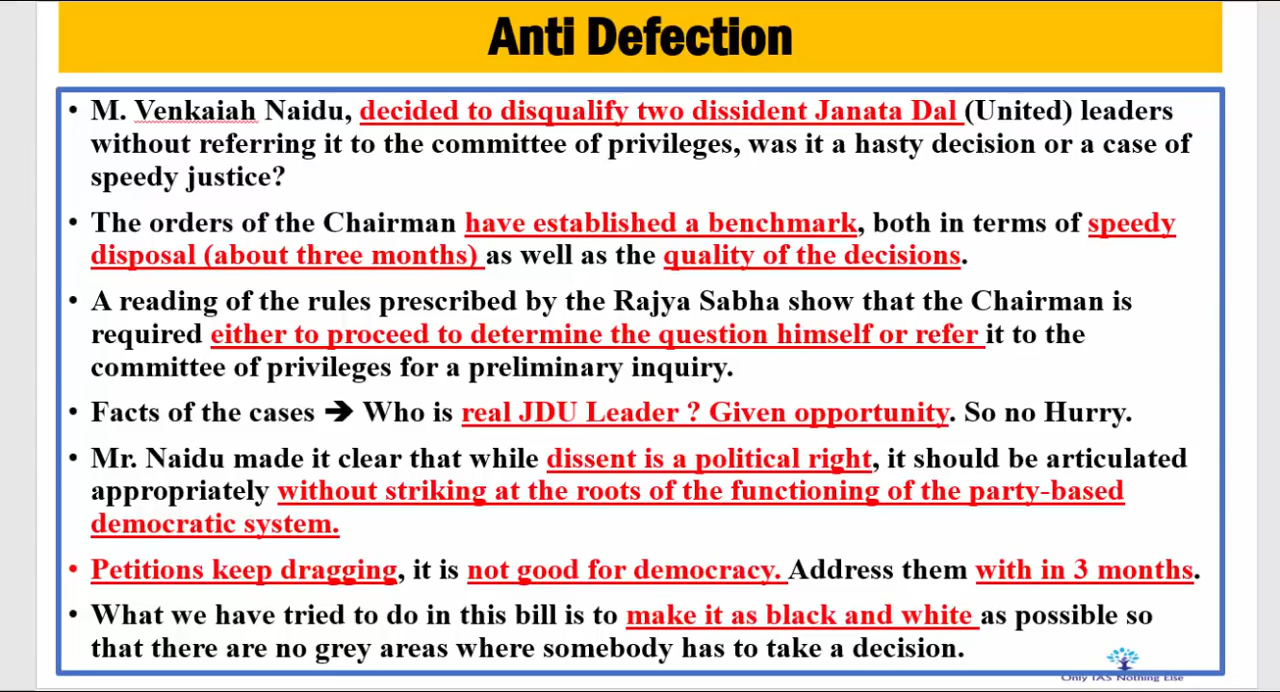 Anti Defection
• M. Venkaiah Naidu, decided to disqualify two dissident Janata Dal (United) leaders
without referring it to the committee of privileges, was it a hasty decision or a case of
speedy justice?
• The orders of the Chairman have established a benchmark, both in terms of speedy
disposal (about three months) as well as the quality of the decisions.
• A reading of the rules prescribed by the Rajya Sabha show that the Chairman is
required either to proceed to determine the question himself or refer it to the
committee of privileges for a preliminary inquiry.
• Facts of the cases ➔ Who is real JDU Leader ? Given opportunity. So no Hurry.
• Mr. Naidu made it clear that while dissent is a political right, it should be articulated
appropriately without striking at the roots of the functioning of the party-based
democratic system.
• Petitions keep dragging, it is not good for democracy. Address them with in 3 months.
• What we have tried to do in this bill is to make it as black and white as possible so
that there are no grey areas where somebody has to take a decision.
Only IAS Nothing Else